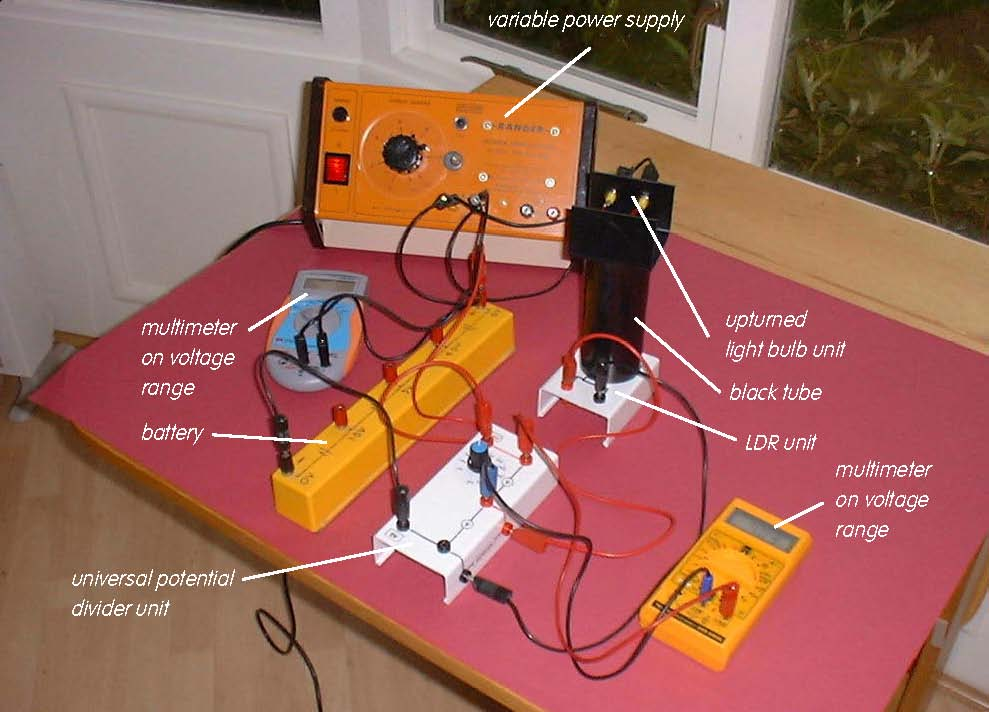 variable power supply
RANGER
multimeter
on voltage
range
upturned
light bulb unit
black tube
battery
LDR unit
multimeter
on voltage
range
universal potential
divider unit